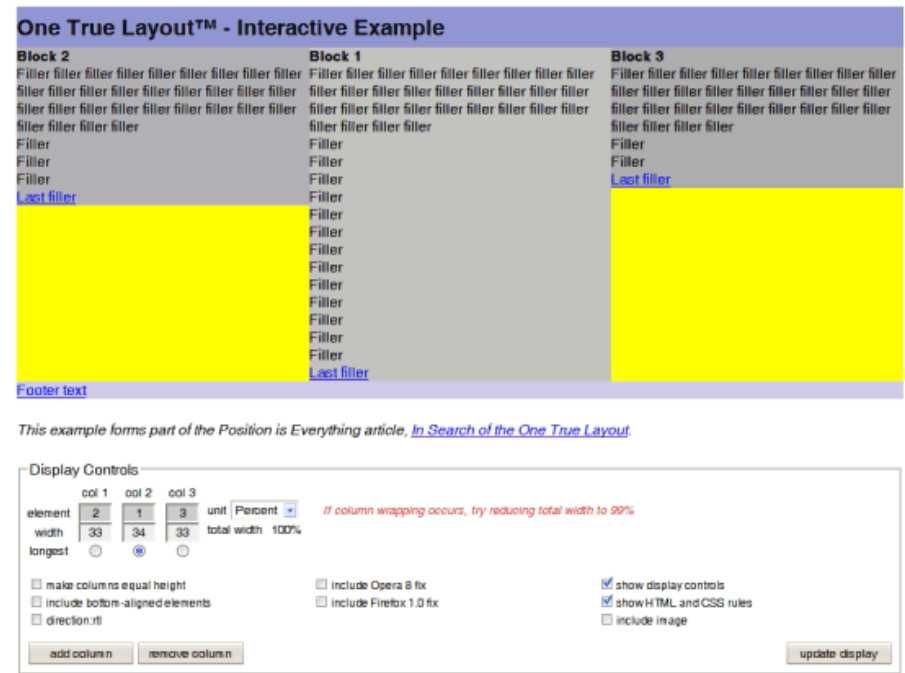 One True Layout™ - Interactive Example
Block 2
Filler filler filler filler filler filler filler filler filler filler
filler filler filler filler filler filler filler filler filler filler
filler filler filler filler filler filler filler filler filler filler
filler filler filler filler
Filler
Filler
Filler
Last filler
Block 1
Filler filler filler filler filler filler filler filler filler filler
filler filler filler filler filler filler filler filler filler filler
filler filler filler filler filler filler filler filler filler filler
filler filler filler filler
Filler
Filler
Filler
Filler
Filler
Filler
Filler
Filler
Filler
Filler
Filler
Filler
Filler
Last filler
Block 3
Filler filler filler filler filler filler filler filler filler filler
filler filler filler filler filler filler filler filler filler filler
filler filler filler filler filler filler filler filler filler filler
filler filler filler filler
Filler
Filler
Last filler
Footer text
This example forms part of the Position is Everything article, In Search of the One True Layout.
Display Controls
col 1 col 2 col 3
element 2 1 3 unit Percent If column wrapping occurs, try reducing total width to 99%
width 33 34 33 total width 100%
longest
make columns equal height include Opera 8 fix show display controls
include bottom-aligned elements include Firefox 1.0 fix show HTML and CSS rules
direction:rtl include image
add column remove column update display